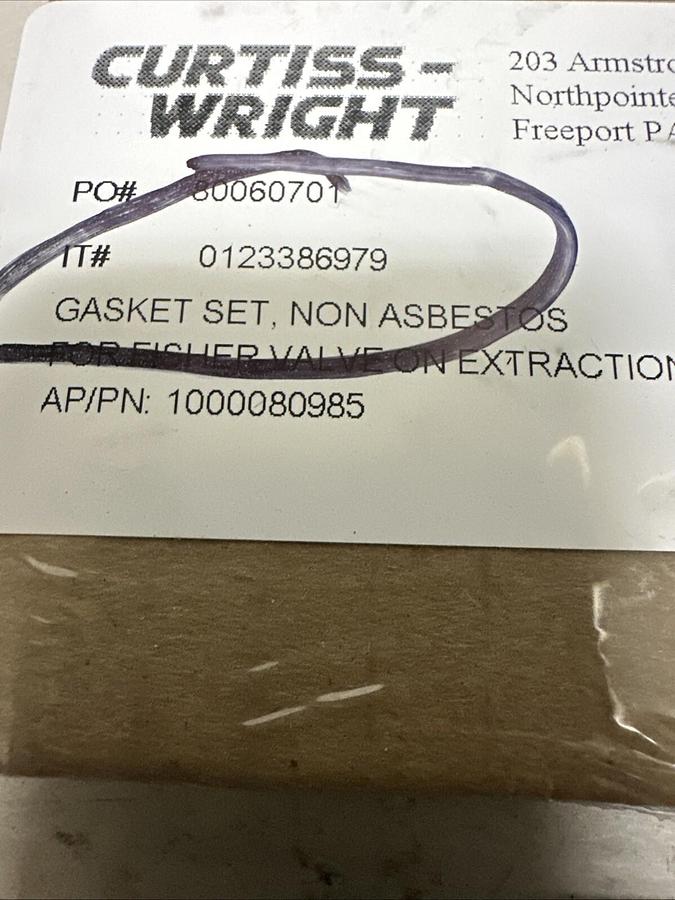 CURTISS-
WRIGHT
203 Armstro
Northpointe
Freeport PA
PO# 80060701
IT# 0123386979
GASKET SET, NON ASBESTOS
FOR FISHER VALVE ON EXTRACTION
AP/PN: 1000080985